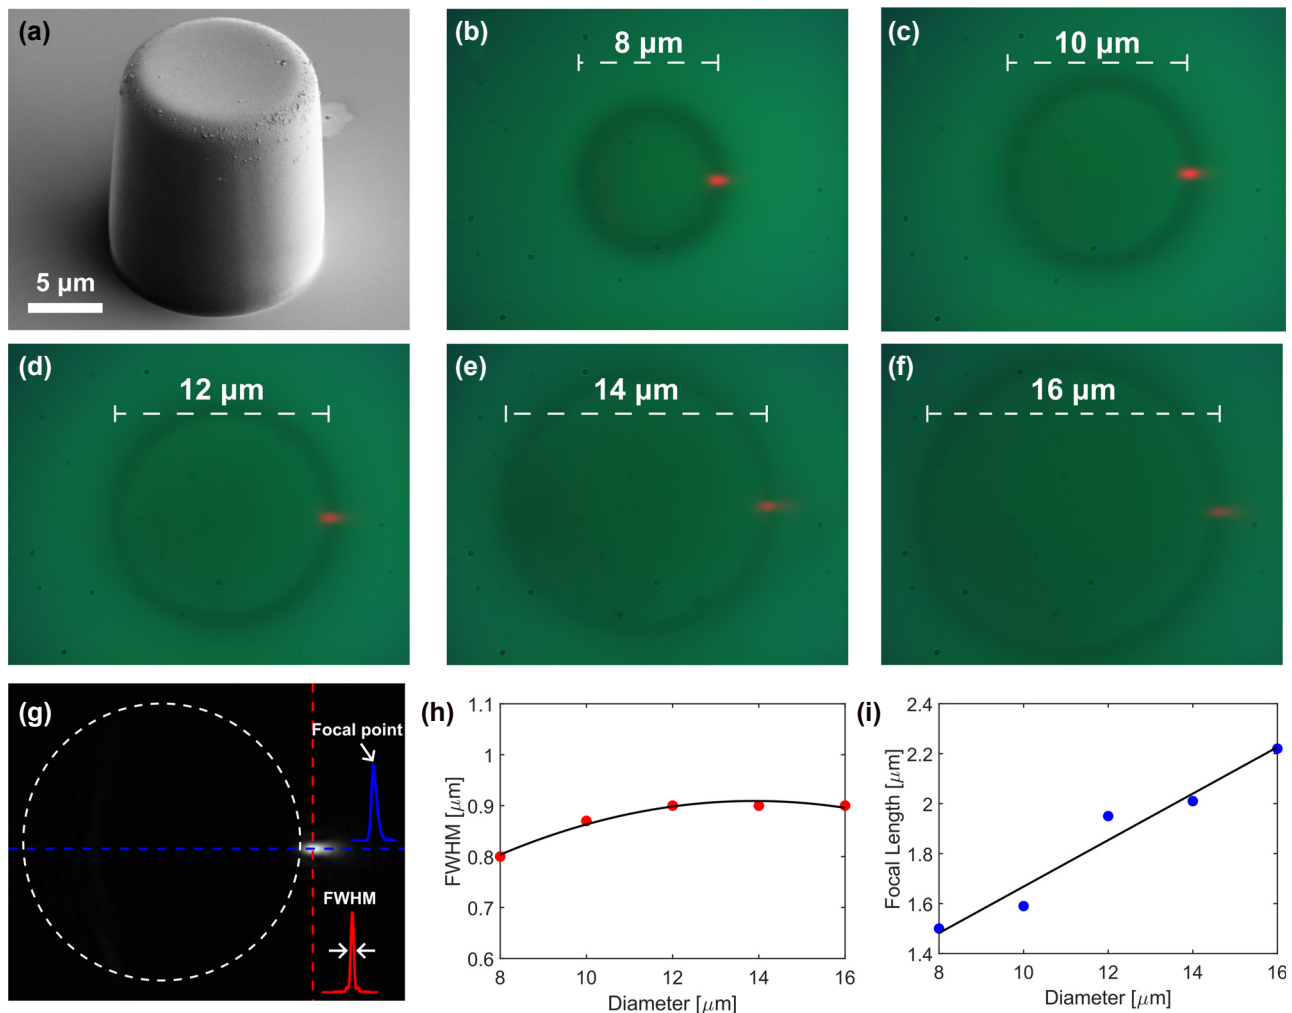 (a)
5 μm
(b)
8 μm
(c)
10 μm
(d)
12 μm
(e)
14 μm
(f)
16 μm
(g)
Focal point
FWHM
(h)
1.1
1
0.9
0.8
0.7
0.6
FWHM [μm]
8
10
12
14
16
Diameter [μm]
(i)
2.4
2.2
2
1.8
1.6
1.4
Focal Length [μm]
8
10
12
14
16
Diameter [μm]